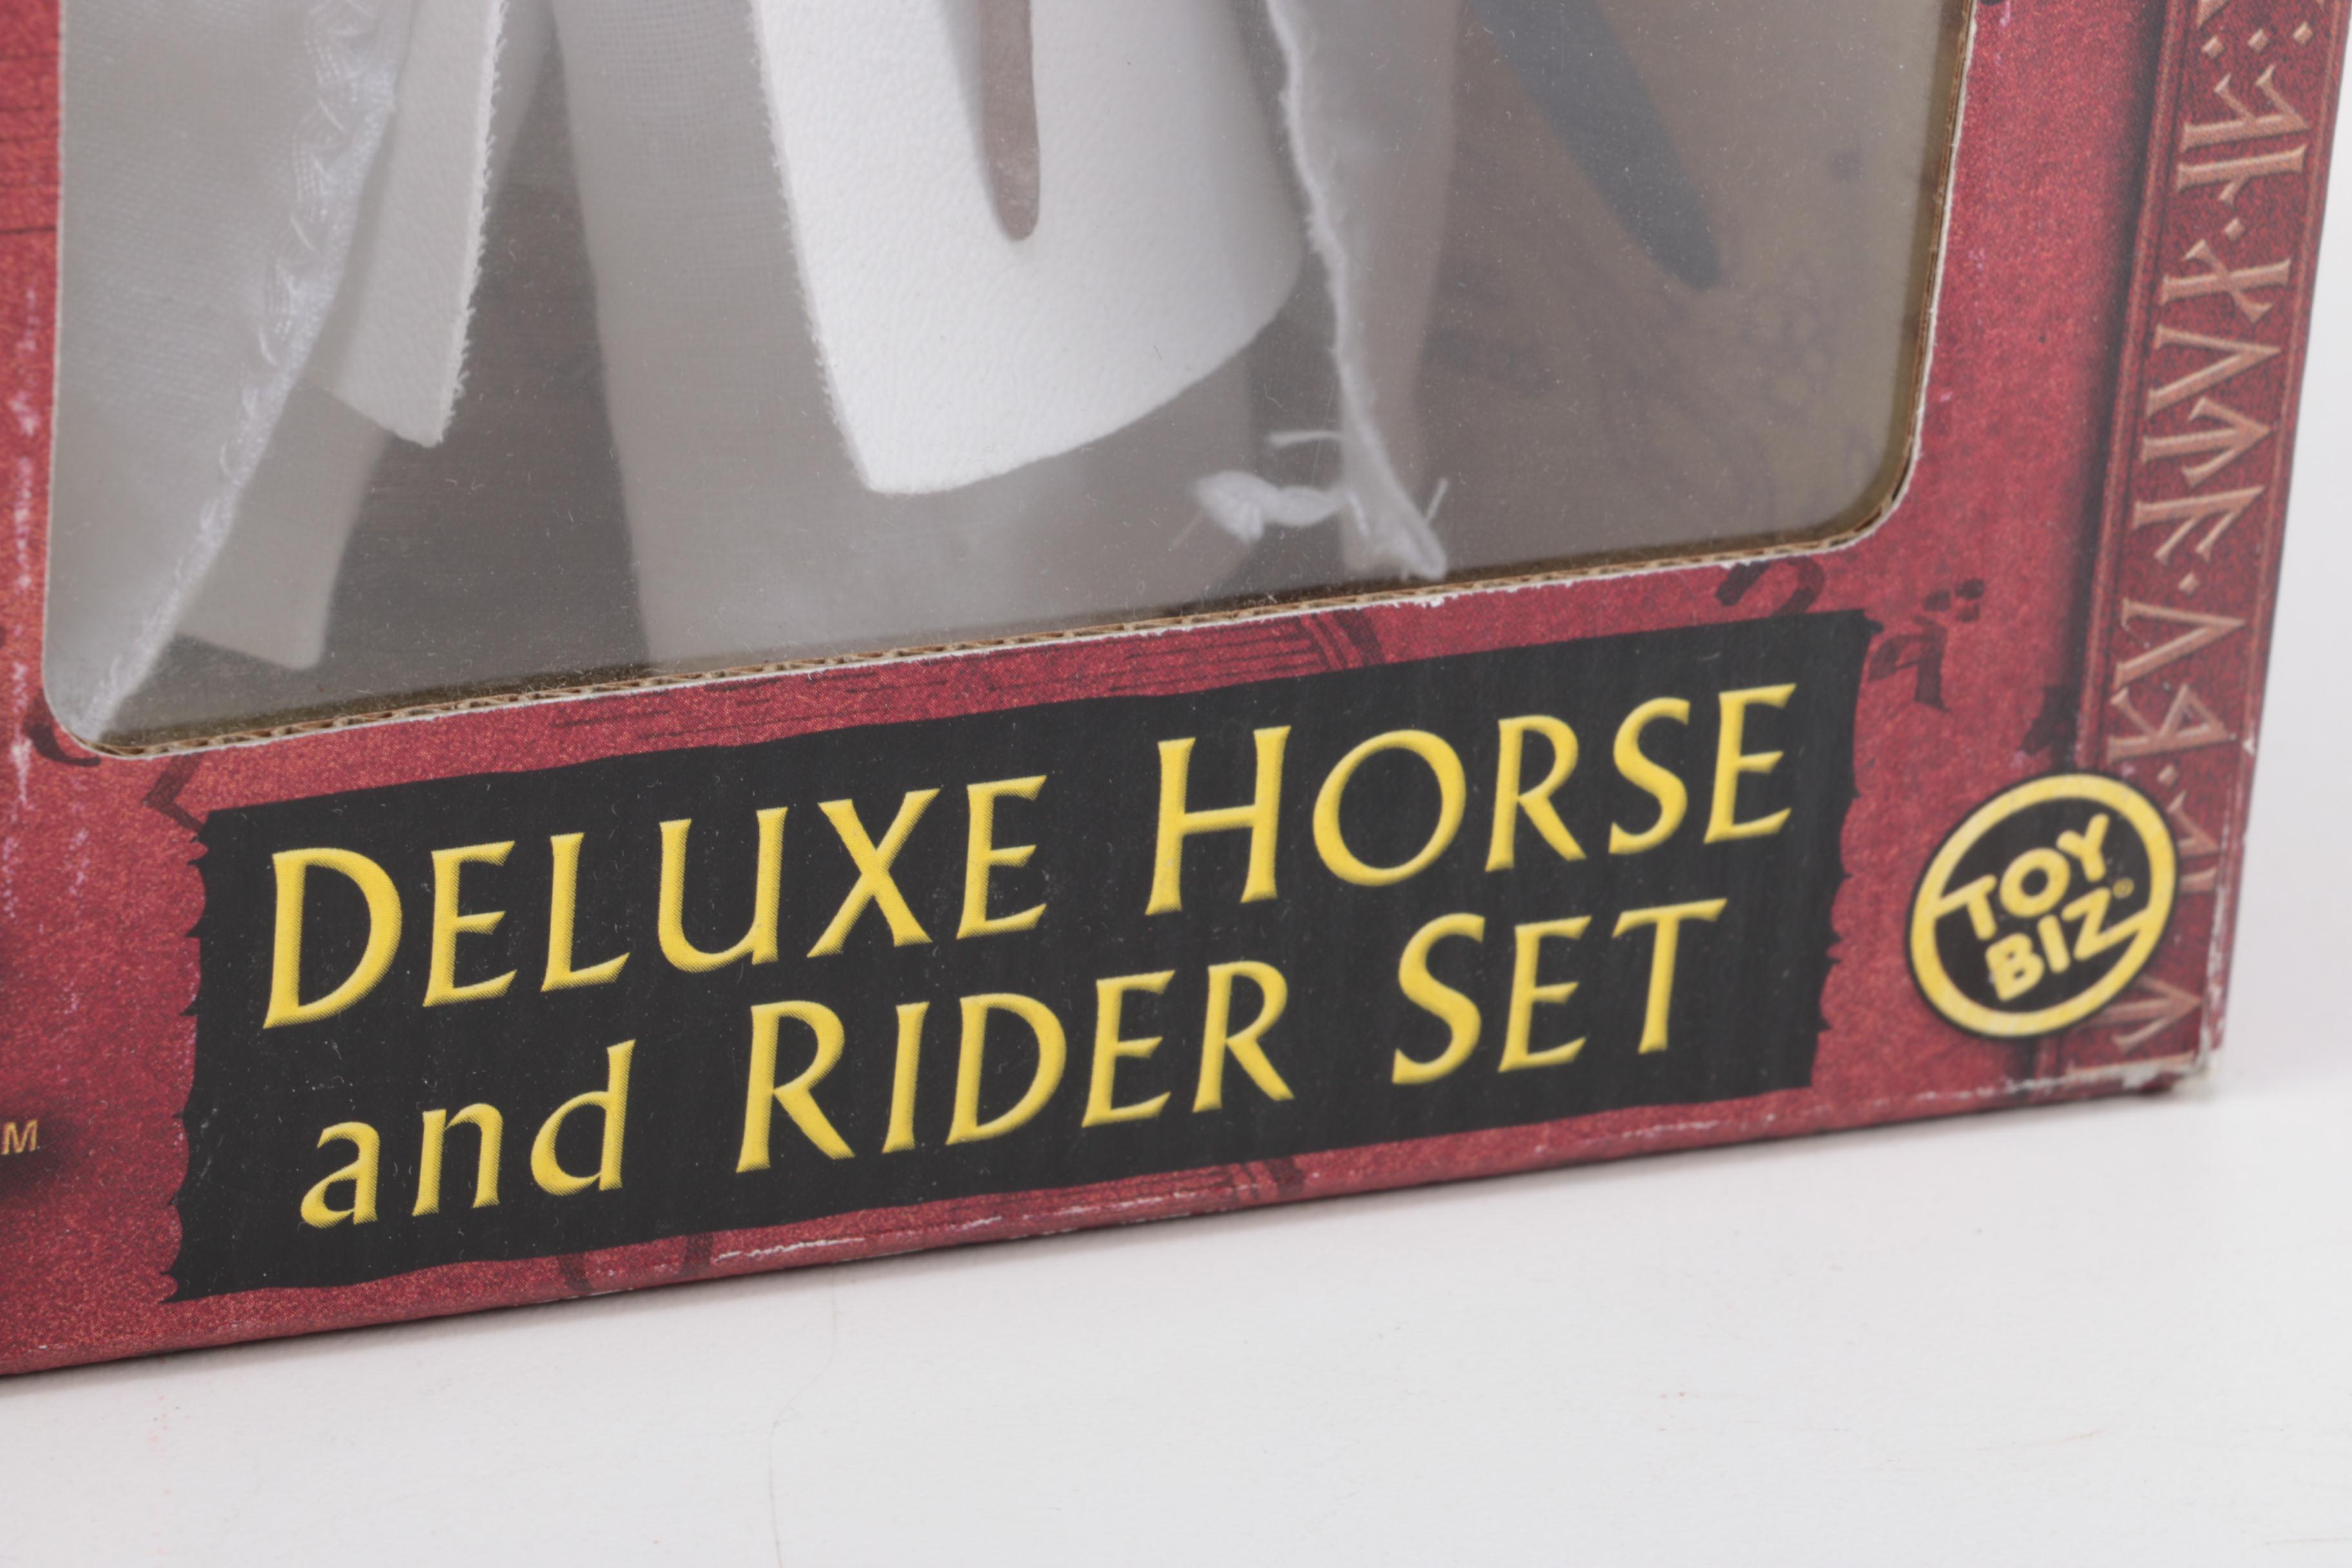 DELUXE HORSE
and RIDER SET
TOY
BIZ®
M